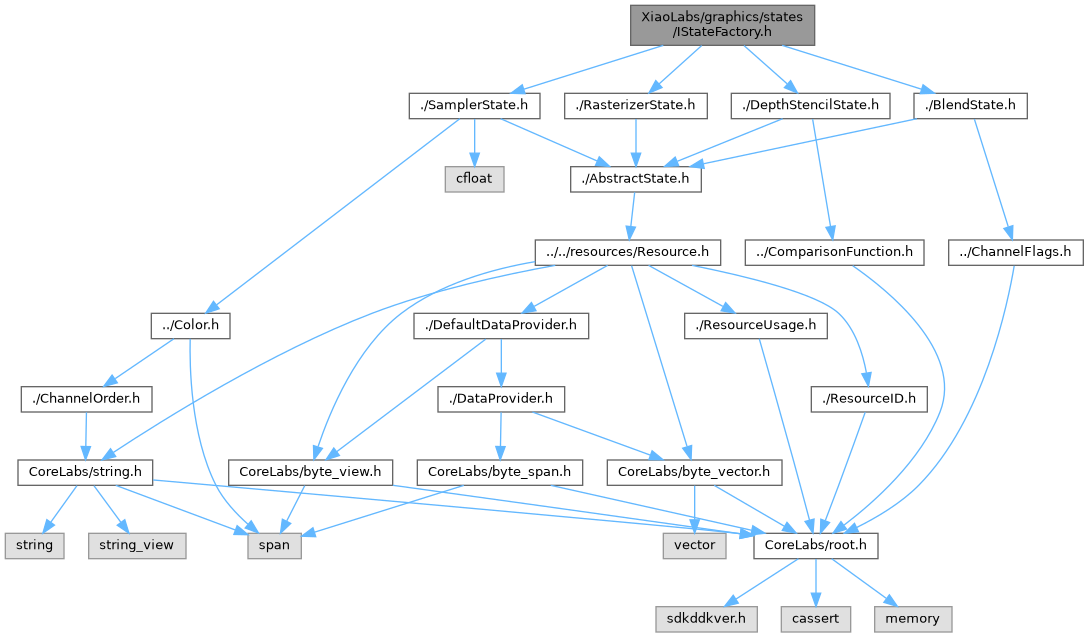 XiaoLabs/graphics/states
/IStateFactory.h
./SamplerState.h
./RasterizerState.h
./DepthStencilState.h
./BlendState.h
cfloat
./AbstractState.h
../../resources/Resource.h
../ComparisonFunction.h
../ChannelFlags.h
../Color.h
./DefaultDataProvider.h
./ResourceUsage.h
./ChannelOrder.h
./DataProvider.h
./ResourceID.h
CoreLabs/string.h
CoreLabs/byte_view.h
CoreLabs/byte_span.h
CoreLabs/byte_vector.h
string
string_view
span
vector
CoreLabs/root.h
sdkddkver.h
cassert
memory